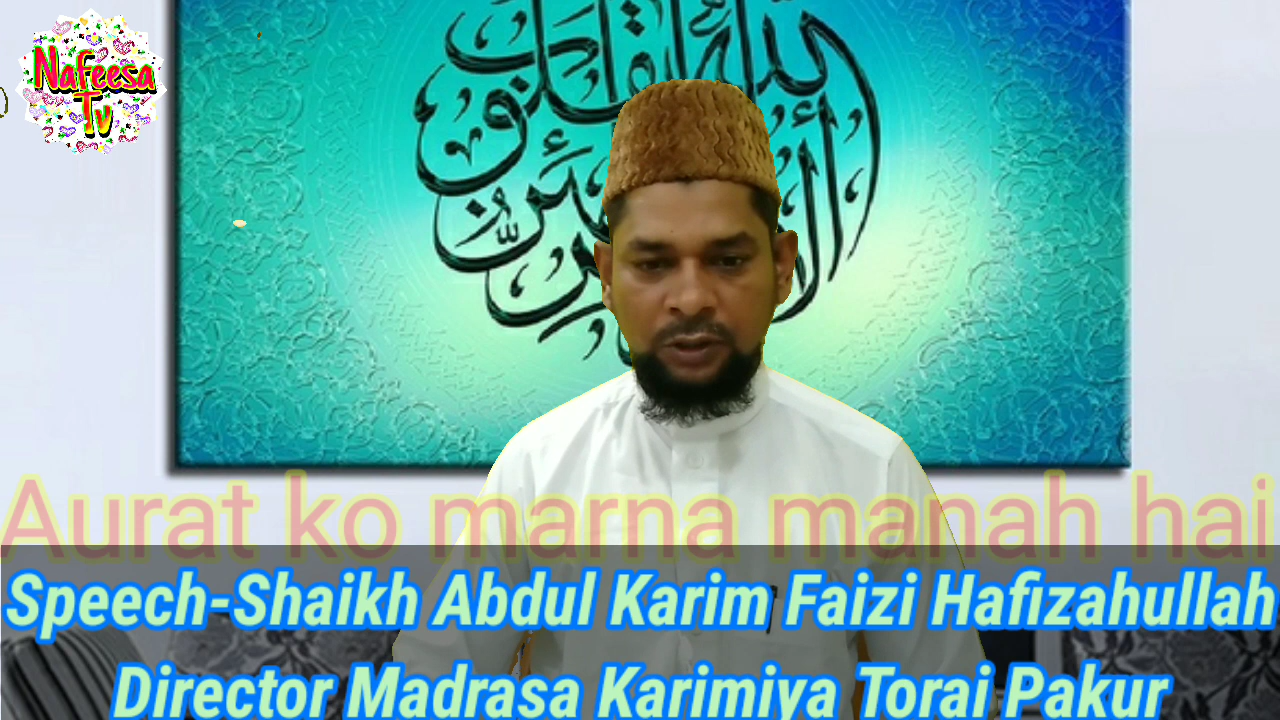 Nafeesa
Tv
Aurat ko marna manah hai
Speech-Shaikh Abdul Karim Faizi Hafizahullah
Director Madrasa Karimiya Torai Pakur